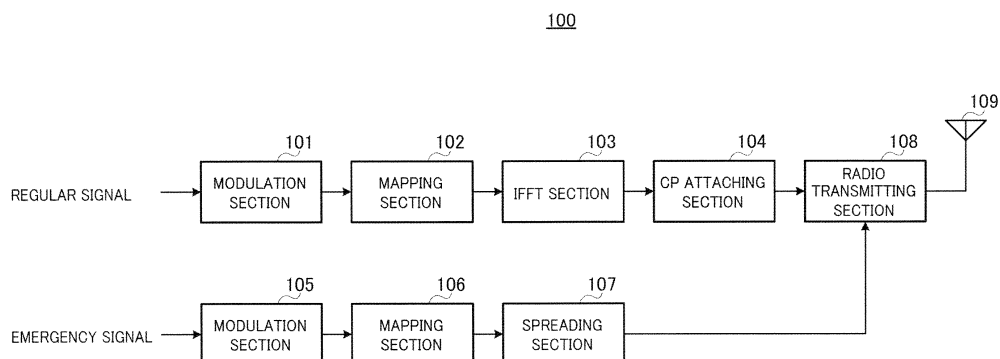 100
109
101
102
103
104
108
REGULAR SIGNAL
MODULATION
SECTION
MAPPING
SECTION
IFFT SECTION
CP ATTACHING
SECTION
RADIO
TRANSMITTING
SECTION
105
106
107
EMERGENCY SIGNAL
MODULATION
SECTION
MAPPING
SECTION
SPREADING
SECTION